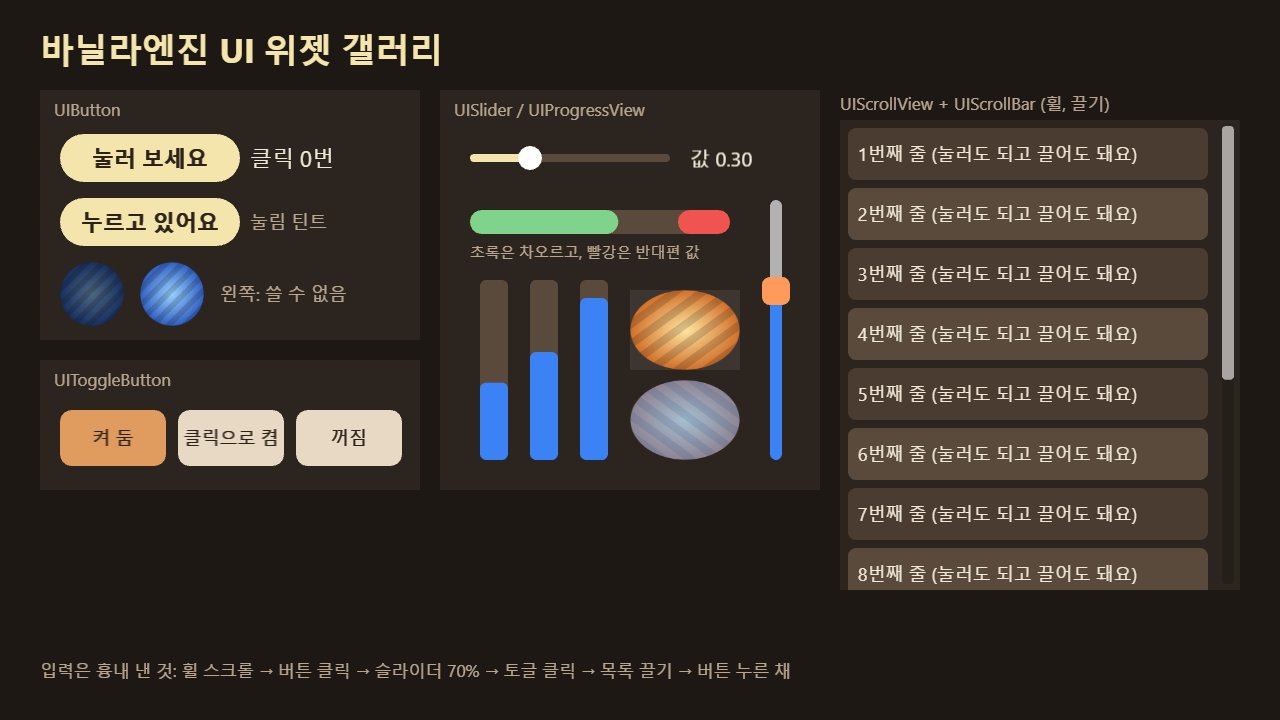 바닐라엔진 UI 위젯 갤러리
UIButton
눌러 보세요
클릭 0번
누르고 있어요
눌림 틴트
왼쪽: 쓸 수 없음
UIToggleButton
켜 둠
클릭으로 켬
꺼짐
UISlider / UIProgressView
값 0.30
초록은 차오르고, 빨강은 반대편 값
UIScrollView + UIScrollBar (휠, 끌기)
1번째 줄 (눌러도 되고 끌어도 돼요)
2번째 줄 (눌러도 되고 끌어도 돼요)
3번째 줄 (눌러도 되고 끌어도 돼요)
4번째 줄 (눌러도 되고 끌어도 돼요)
5번째 줄 (눌러도 되고 끌어도 돼요)
6번째 줄 (눌러도 되고 끌어도 돼요)
7번째 줄 (눌러도 되고 끌어도 돼요)
8번째 줄 (눌러도 되고 끌어도 돼요)
입력은 흉내 낸 것: 휠 스크롤 → 버튼 클릭 → 슬라이더 70% → 토글 클릭 → 목록 끌기 → 버튼 누른 채